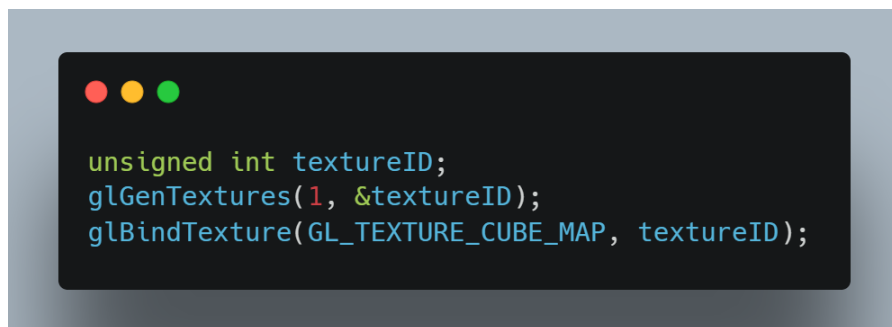 unsigned int textureID;
glGenTextures(1, &textureID);
glBindTexture(GL_TEXTURE_CUBE_MAP, textureID);